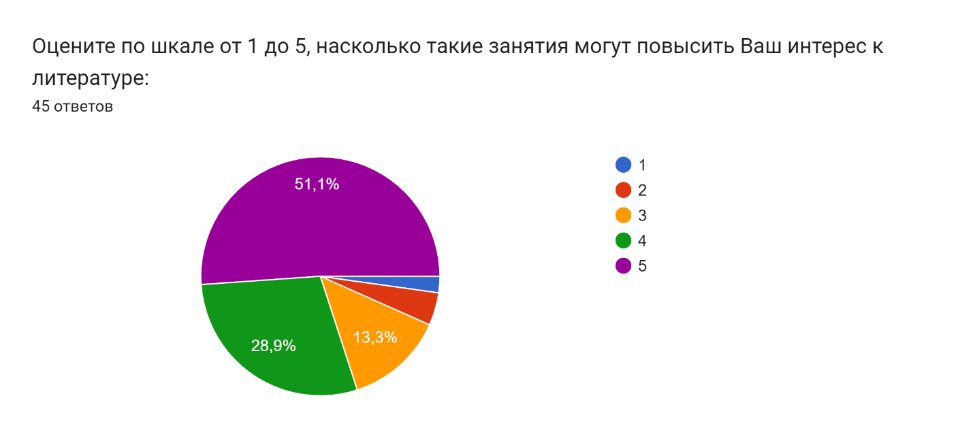 Оцените по шкале от 1 до 5, насколько такие занятия могут повысить Ваш интерес к
литературе:
45 ответов
51,1%
28,9%
13,3%
1
2
3
4
5